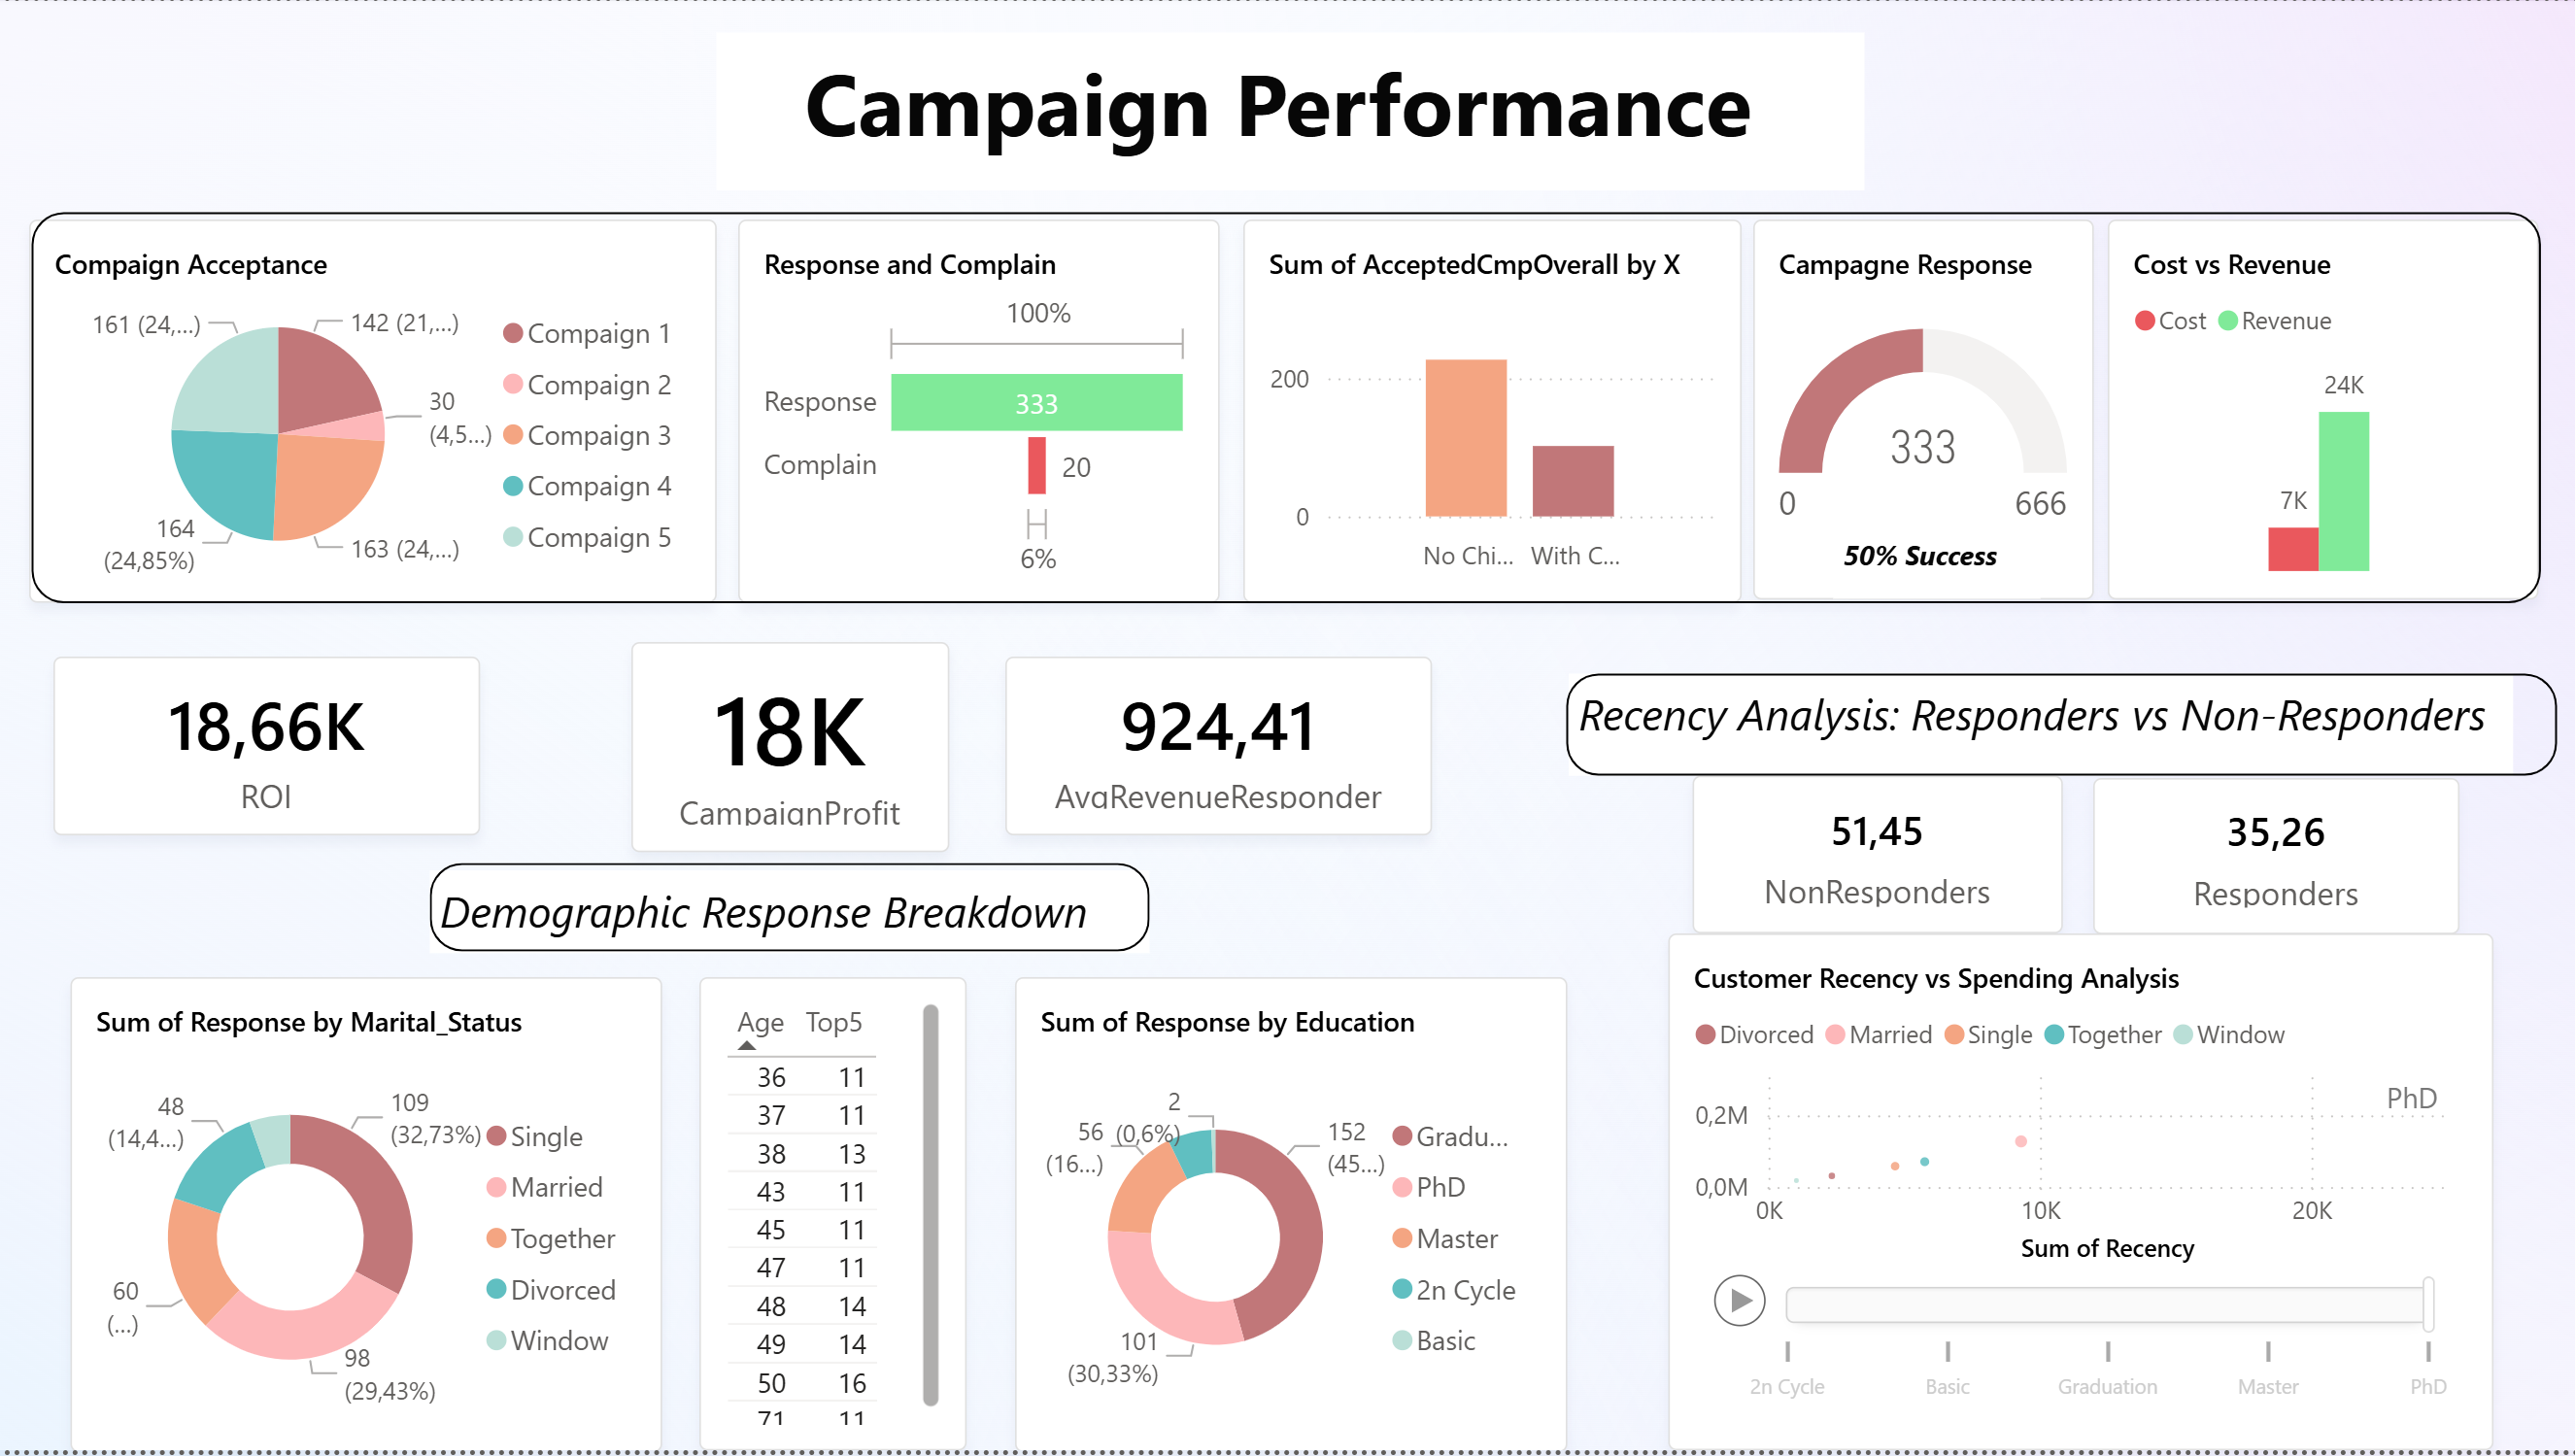 Campaign Performance
Compaign Acceptance
161 (24,...)
142 (21,...)
30
(4,5...)
164
(24,85%)
163 (24,...)
Compaign 1
Compaign 2
Compaign 3
Compaign 4
Compaign 5
Response and Complain
100%
Response
333
Complain
20
6%
Sum of AcceptedCmpOverall by X
200
0
No Chi...
With C...
Campagne Response
333
0
666
50% Success
Cost vs Revenue
Cost
Revenue
24K
7K
18,66K
ROI
18K
CampaignProfit
924,41
AvgRevenueResponder
Recency Analysis: Responders vs Non-Responders
51,45
NonResponders
35,26
Responders
Demographic Response Breakdown
Sum of Response by Marital_Status
48
(14,4...)
109
(32,73%)
60
(...)
98
(29,43%)
Single
Married
Together
Divorced
Window
Age Top5
36 11
37 11
38 13
43 11
45 11
47 11
48 14
49 14
50 16
71 11
Sum of Response by Education
2
(0,6%)
56
(16...)
152
(45...)
101
(30,33%)
Gradu...
PhD
Master
2n Cycle
Basic
Customer Recency vs Spending Analysis
Divorced
Married
Single
Together
Window
PhD
0,2M
0,0M
0K
10K
20K
Sum of Recency
2n Cycle
Basic
Graduation
Master
PhD